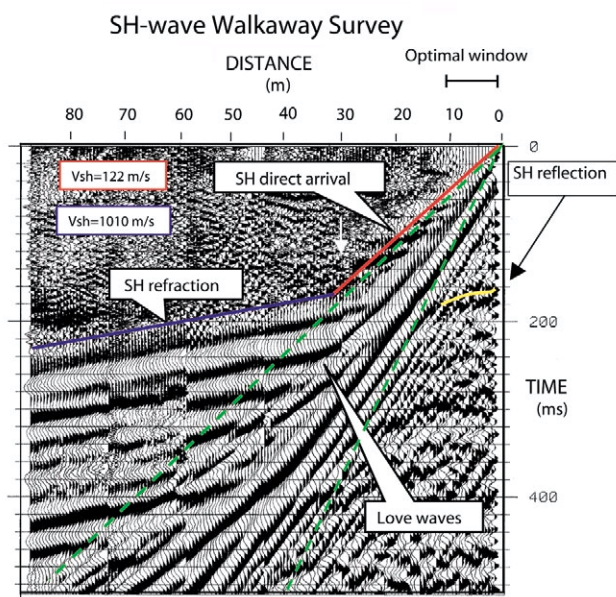 SH-wave Walkaway Survey
Optimal window
DISTANCE
(m)
80 70 60 50 40 30 20 10 0
0
Vsh=122 m/s
SH direct arrival
SH reflection
Vsh=1010 m/s
SH refraction
200
TIME
(ms)
400
Love waves